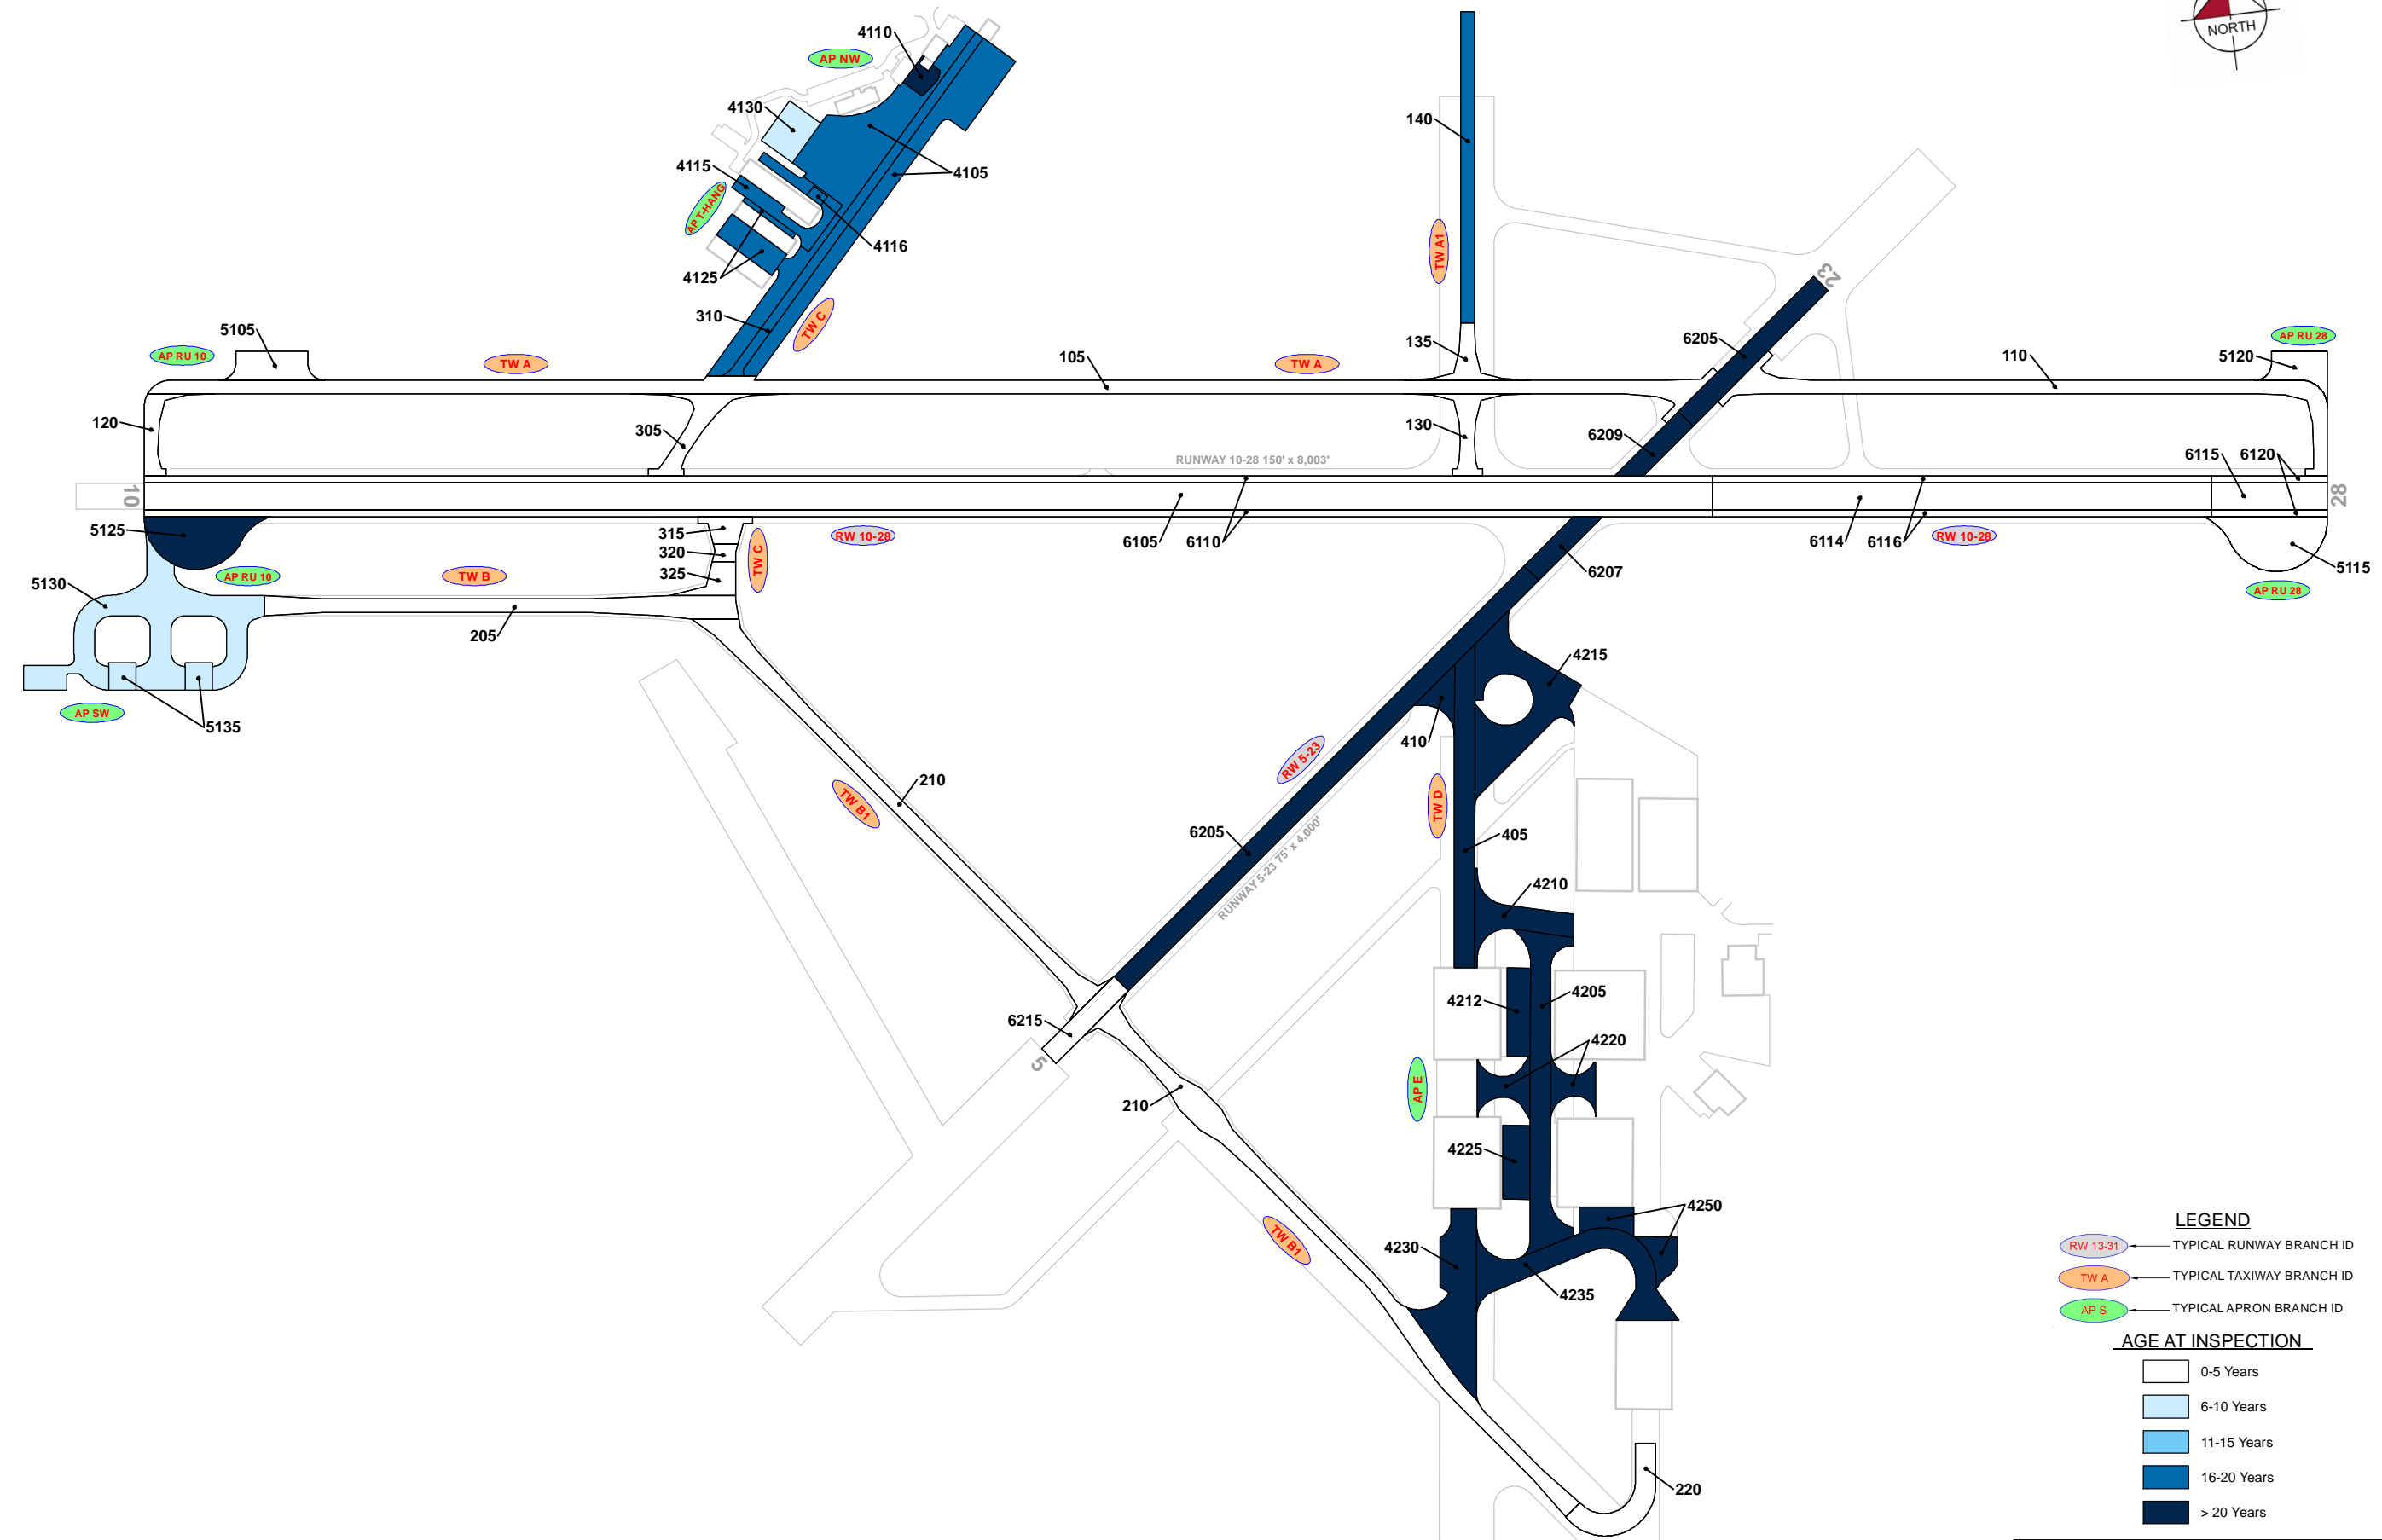 NORTH
4110
AP NW
4130
140
4115
4105
AP T-HANG
4116
TW A1
4125
23
310
TW C
5105
6205
AP RU 10
135
AP RU 28
TW A
105
TW A
110
5120
120
305
130
6209
RUNWAY 10-28 150' x 8,003'
6115
6120
10
28
5125
315
RW 10-28
320
TW C
6105
6110
6114
6116
RW 10-28
325
5130
AP RU 10
TW B
6207
5115
AP RU 28
205
4215
AP SW
5135
410
RW 5-23
210
TW B1
TW D
6205
405
RUNWAY 5-23 75' x 4,000'
4210
4212
4205
6215
4220
5
AP E
210
4225
4250
TW B1
4230
4235
220
LEGEND
RW 13-31
TYPICAL RUNWAY BRANCH ID
TW A
TYPICAL TAXIWAY BRANCH ID
AP S
TYPICAL APRON BRANCH ID
AGE AT INSPECTION
0-5 Years
6-10 Years
11-15 Years
16-20 Years
> 20 Years